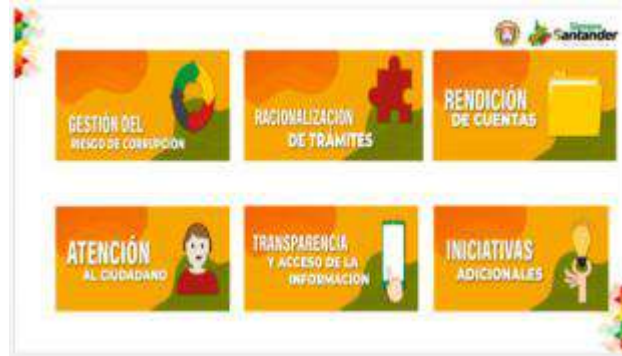 Siempre
Santander
GESTIÓN DEL
RIESGO DE CORRUPCIÓN
RACIONALIZACIÓN
DE TRÁMITES
RENDICIÓN
DE CUENTAS
ATENCIÓN
AL CIUDADANO
TRANSPARENCIA
Y ACCESO DE LA
INFORMACIÓN
INICIATIVAS
ADICIONALES